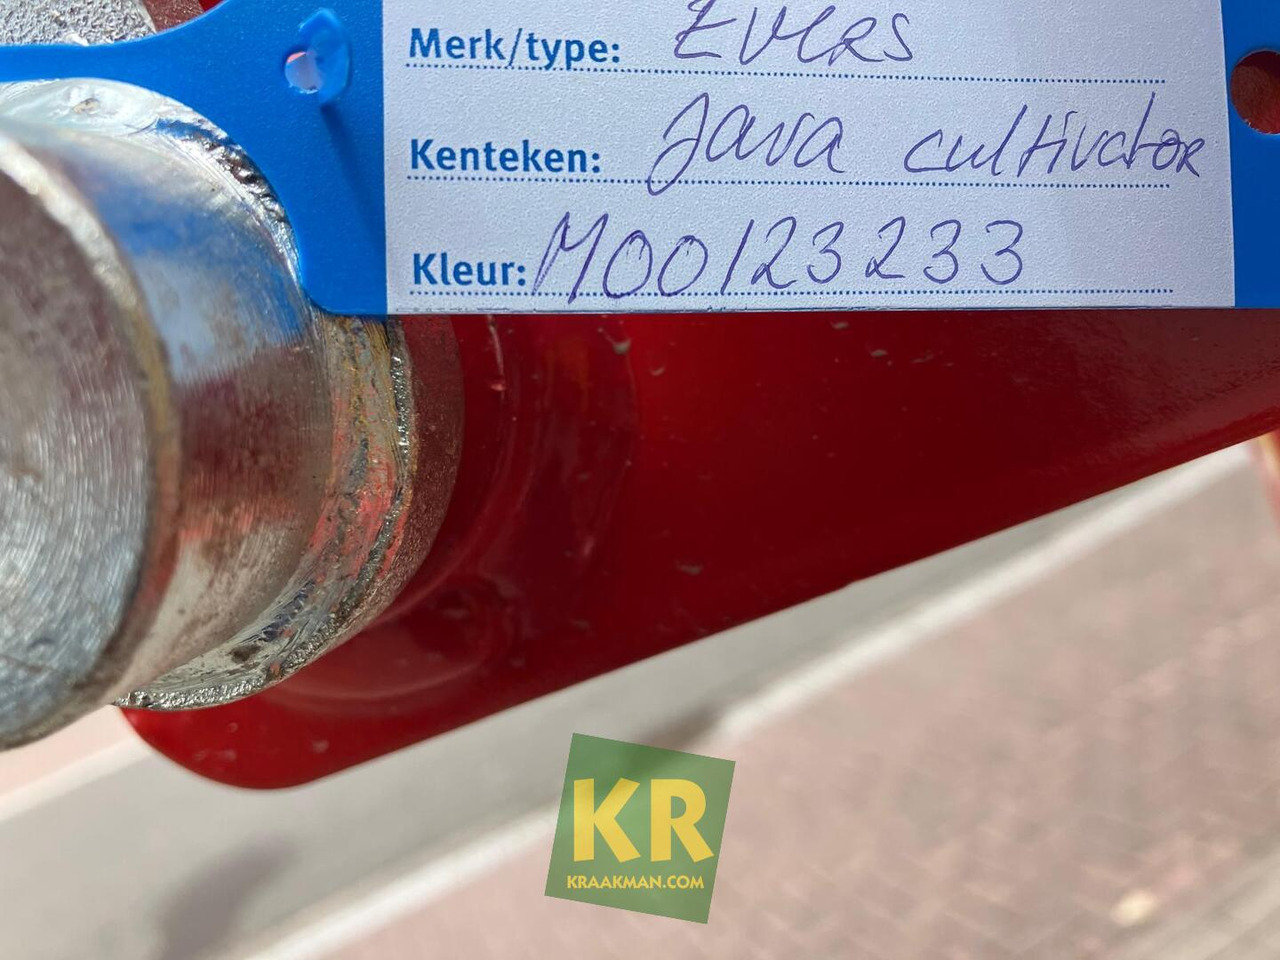 Merk/type: Evers
Kenteken: Java cultivator
Kleur: M00123233
KR
KRAAKMAN.COM